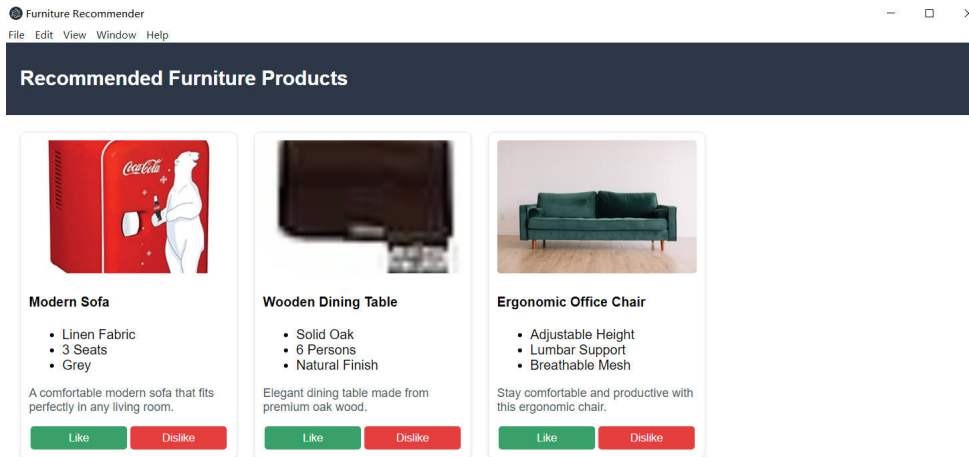 Furniture Recommender
File Edit View Window Help
Recommended Furniture Products
Coca-Cola
Modern Sofa
Linen Fabric
3 Seats
Grey
A comfortable modern sofa that fits
perfectly in any living room.
Like Dislike
Wooden Dining Table
Solid Oak
6 Persons
Natural Finish
Elegant dining table made from
premium oak wood.
Like Dislike
Ergonomic Office Chair
Adjustable Height
Lumbar Support
Breathable Mesh
Stay comfortable and productive with
this ergonomic chair.
Like Dislike